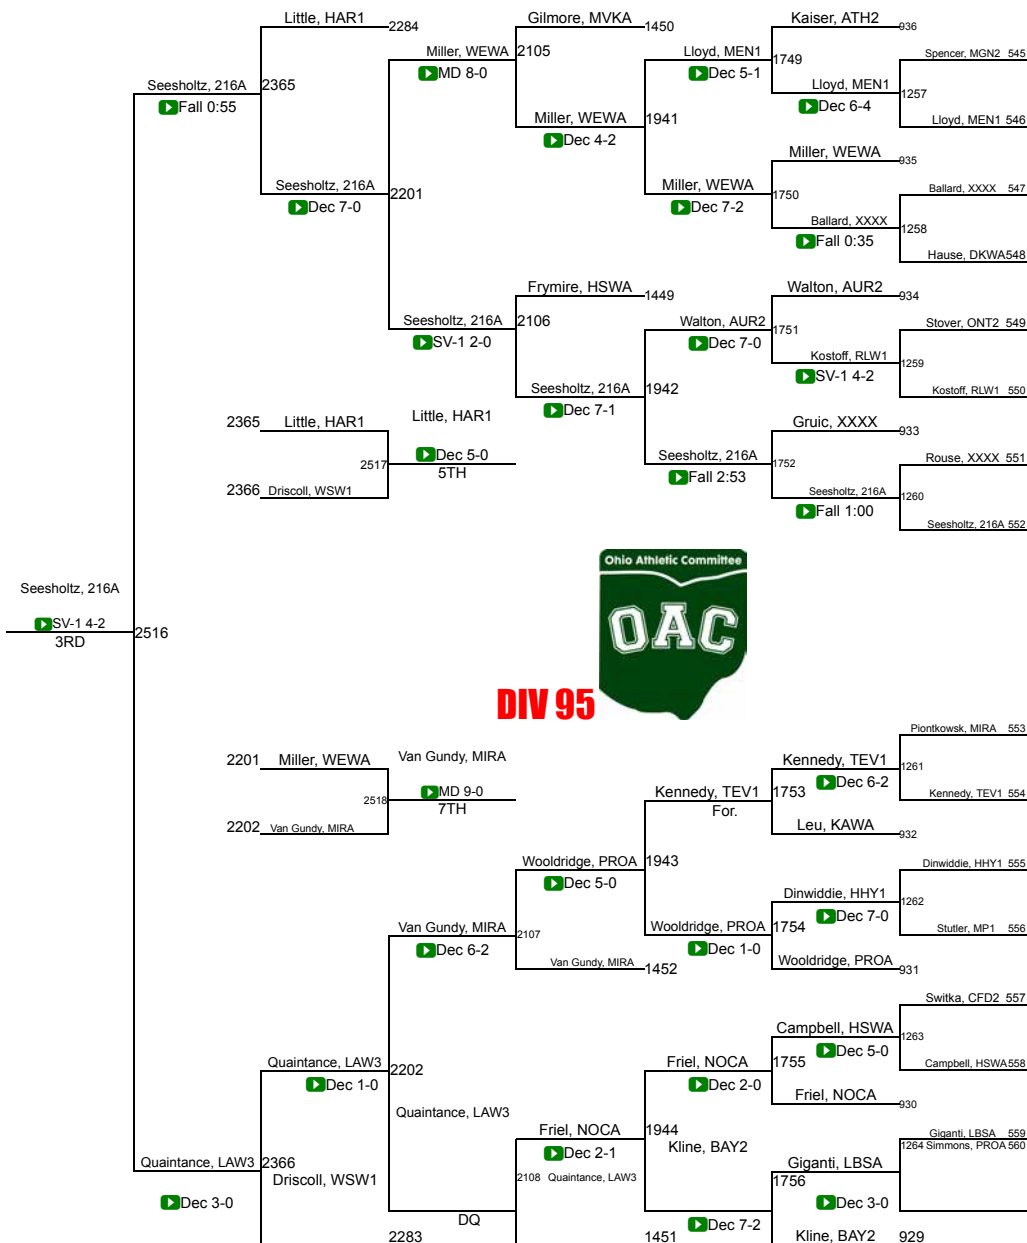 Little, HAR1
2284
Gilmore, MVKA
1450
Kaiser, ATH2
936
Miller, WEWA
2105
MD 8-0
Lloyd, MEN1
1749
Dec 5-1
Spencer, MGN2 545
Seesholtz, 216A
2365
Fall 0:55
Lloyd, MEN1
1257
Dec 6-4
Miller, WEWA
1941
Dec 4-2
Lloyd, MEN1 546
Miller, WEWA
935
Seesholtz, 216A
2201
Dec 7-0
Miller, WEWA
1750
Dec 7-2
Ballard, XXXX 547
Ballard, XXXX
1258
Fall 0:35
Hause, DKWA548
Frymire, HSWA
1449
Walton, AUR2
934
Seesholtz, 216A
2106
SV-1 2-0
Walton, AUR2
1751
Dec 7-0
Stover, ONT2 549
Kostoff, RLW1
1259
SV-1 4-2
Seesholtz, 216A
1942
Dec 7-1
Kostoff, RLW1 550
2365 Little, HAR1
Little, HAR1
Gruic, XXXX
933
2517
Dec 5-0
5TH
Seesholtz, 216A
1752
Fall 2:53
Rouse, XXXX 551
2366 Driscoll, WSW1
Seesholtz, 216A
1260
Fall 1:00
Seesholtz, 216A 552
Ohio Athletic Committee
OAC
Seesholtz, 216A
SV-1 4-2
2516
3RD
DIV 95
Piontkowsk, MIRA 553
2201 Miller, WEWA
Van Gundy, MIRA
Kennedy, TEV1
1261
Dec 6-2
2518
MD 9-0
7TH
Kennedy, TEV1
1753
For.
Kennedy, TEV1 554
2202 Van Gundy, MIRA
Leu, KAWA
932
Wooldridge, PROA
1943
Dec 5-0
Dinwiddie, HHY1 555
Dinwiddie, HHY1
1262
Dec 7-0
Van Gundy, MIRA
2107
Dec 6-2
Wooldridge, PROA
1754
Dec 1-0
Stutler, MP1 556
Van Gundy, MIRA
1452
Wooldridge, PROA
931
Switka, CFD2 557
Campbell, HSWA
1263
Dec 5-0
Quaintance, LAW3
2202
Dec 1-0
Friel, NOCA
1755
Dec 2-0
Campbell, HSWA558
Friel, NOCA
930
Quaintance, LAW3
Friel, NOCA
1944
Dec 2-1
Kline, BAY2
Giganti, LBSA 559
1264 Simmons, PROA 560
Quaintance, LAW3
2366
Dec 3-0
Driscoll, WSW1
2108 Quaintance, LAW3
Giganti, LBSA
1756
Dec 3-0
DQ
Dec 7-2
2283
1451
Kline, BAY2
929